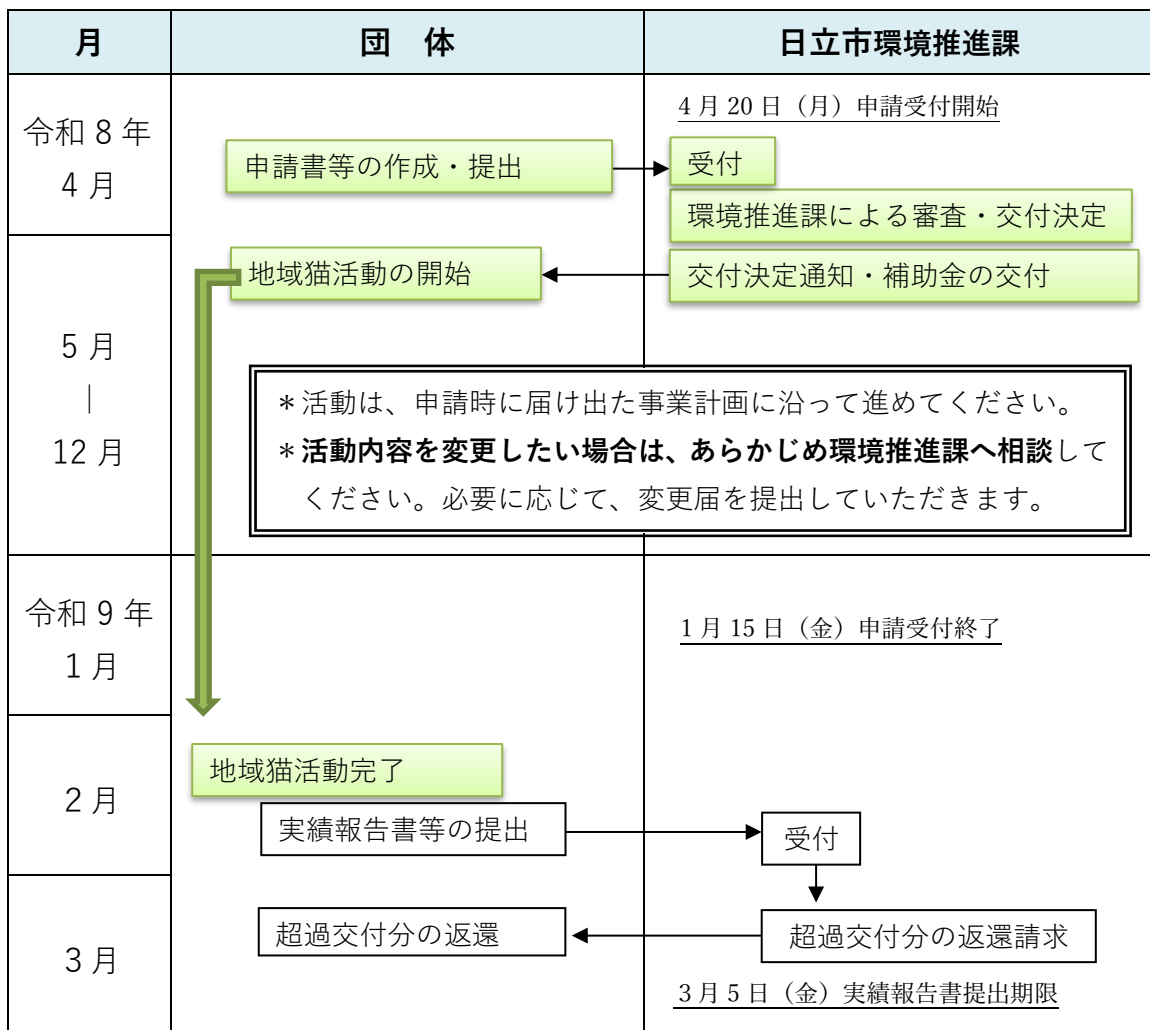 月
団　体
日立市環境推進課
令和 8 年
4 月
4 月 20 日（月）申請受付開始
申請書等の作成・提出
受付
環境推進課による審査・交付決定
地域猫活動の開始
交付決定通知・補助金の交付
5 月
｜
12 月
＊活動は、申請時に届け出た事業計画に沿って進めてください。
＊活動内容を変更したい場合は、あらかじめ環境推進課へ相談して
ください。必要に応じて、変更届を提出していただきます。
令和 9 年
1 月
1 月 15 日（金）申請受付終了
2 月
地域猫活動完了
実績報告書等の提出
受付
3 月
超過交付分の返還
超過交付分の返還請求
3 月 5 日（金）実績報告書提出期限